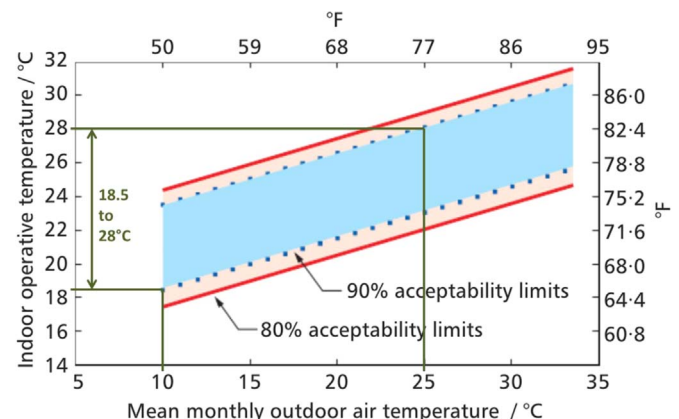 °F
50 59 68 77 86 95
Indoor operative temperature / °C
32
30
28
26
24
22
20
18
16
14
18.5
to
28°C
90% acceptability limits
80% acceptability limits
86·0
82·4
78·8
75·2
71·6
68·0
64·4
60·8
°F
5 10 15 20 25 30 35
Mean monthly outdoor air temperature / °C